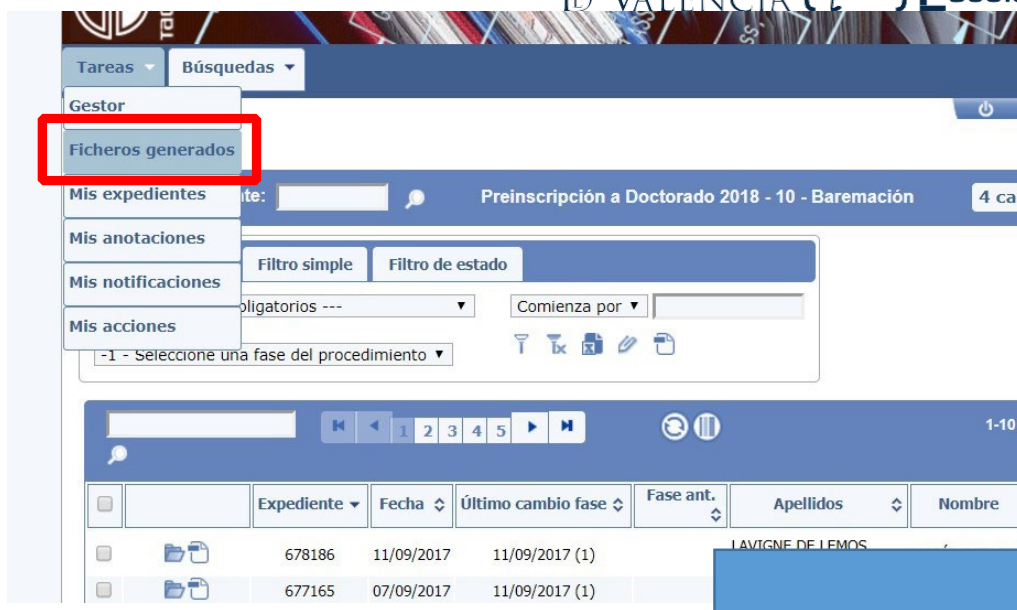 ID VALÈNCIA
Tareas Búsquedas
Gestor
Ficheros generados
Mis expedientes
te: Preinscripción a Doctorado 2018 - 10 - Baremación 4 ca
Mis anotaciones
Filtro simple Filtro de estado
Mis notificaciones
bligatorios --- Comienza por
Mis acciones
-1 - Seleccione una fase del procedimiento
1 2 3 4 5 1-10
Expediente Fecha Último cambio fase Fase ant. Apellidos Nombre
678186 11/09/2017 11/09/2017 (1) LAVIGNE DE LEMOS
677165 07/09/2017 11/09/2017 (1)